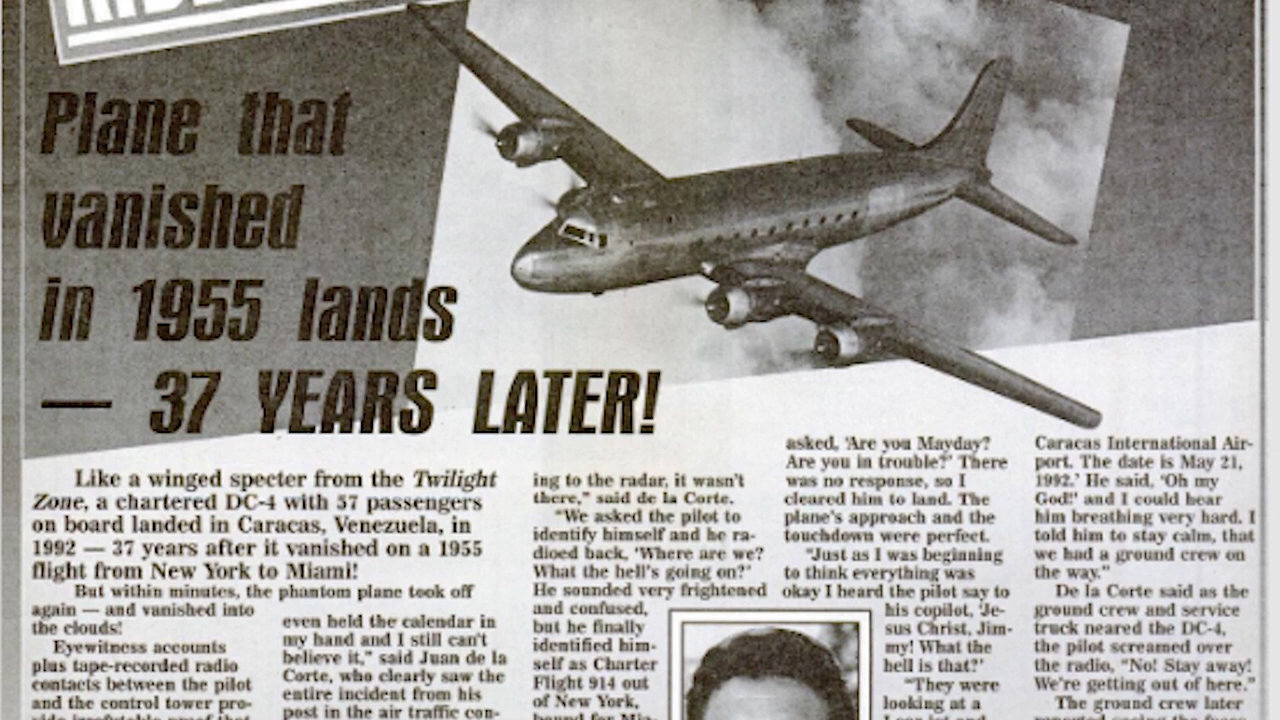 Plane that
vanished
in 1955 lands
— 37 YEARS LATER!
Like a winged specter from the Twilight
Zone, a chartered DC-4 with 57 passengers
on board landed in Caracas, Venezuela, in
1992 — 37 years after it vanished on a 1955
flight from New York to Miami!
But within minutes, the phantom plane took off
again — and vanished into
the clouds!
Eyewitness accounts
plus tape-recorded radio
contacts between the pilot
and the control tower pro-
even held the calendar in
my hand and I still can't
believe it," said Juan de la
Corte, who clearly saw the
entire incident from his
post in the air traffic con-
ing to the radar, it wasn't
there," said de la Corte.
"We asked the pilot to
identify himself and he ra-
dioed back, 'Where are we?
What the hell's going on?'
He sounded very frightened
and confused,
but he finally
identified him-
self as Charter
Flight 914 out
of New York,
asked, 'Are you Mayday?
Are you in trouble?' There
was no response, so I
cleared him to land. The
plane's approach and the
touchdown were perfect.
"Just as I was beginning
to think everything was
okay I heard the pilot say to
his copilot, 'Je-
sus Christ, Jim-
my! What the
hell is that?'
"They were
looking at a
Caracas International Air-
port. The date is May 21,
1992.' He said, 'Oh my
God!' and I could hear
him breathing very hard. I
told him to stay calm, that
we had a ground crew on
the way."
De la Corte said as the
ground crew and service
truck neared the DC-4,
the pilot screamed over
the radio, "No! Stay away!
We're getting out of here."
The ground crew later